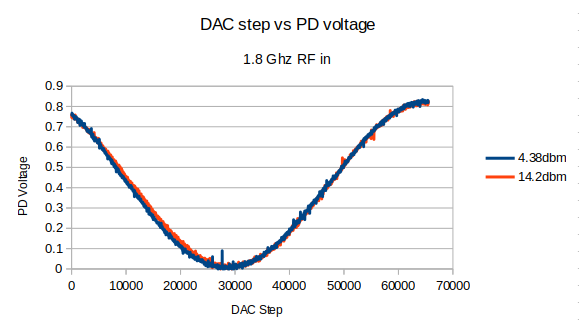 DAC step vs PD voltage
1.8 Ghz RF in
PD Voltage
0.9
0.8
0.7
0.6
0.5
0.4
0.3
0.2
0.1
0
0 10000 20000 30000 40000 50000 60000 70000
DAC Step
4.38dbm
14.2dbm